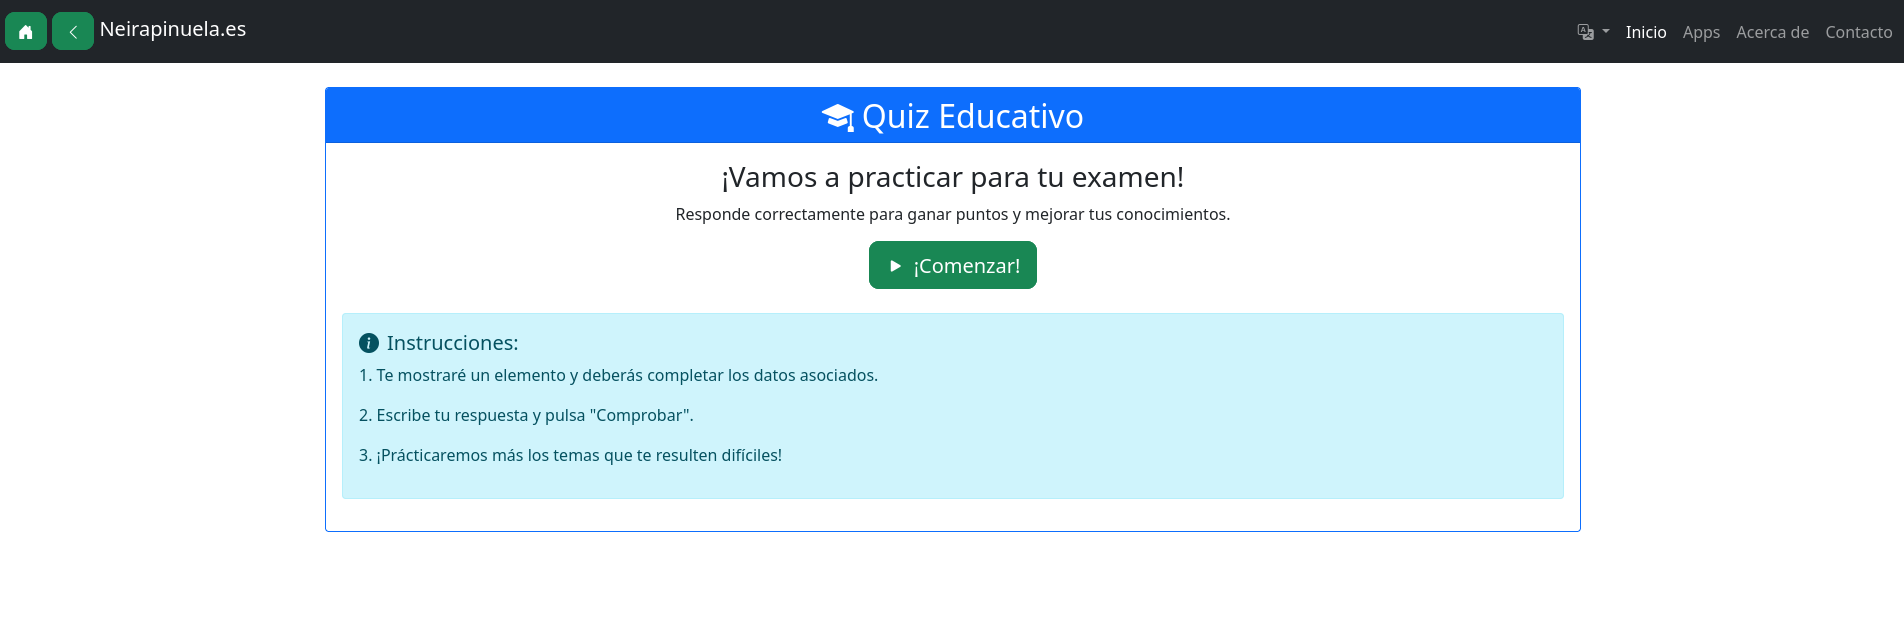 Neirapinuela.es
Inicio Apps Acerca de Contacto
Quiz Educativo
¡Vamos a practicar para tu examen!
Responde correctamente para ganar puntos y mejorar tus conocimientos.
¡Comenzar!
Instrucciones:
1. Te mostraré un elemento y deberás completar los datos asociados.
2. Escribe tu respuesta y pulsa "Comprobar".
3. ¡Prácticaremos más los temas que te resulten difíciles!